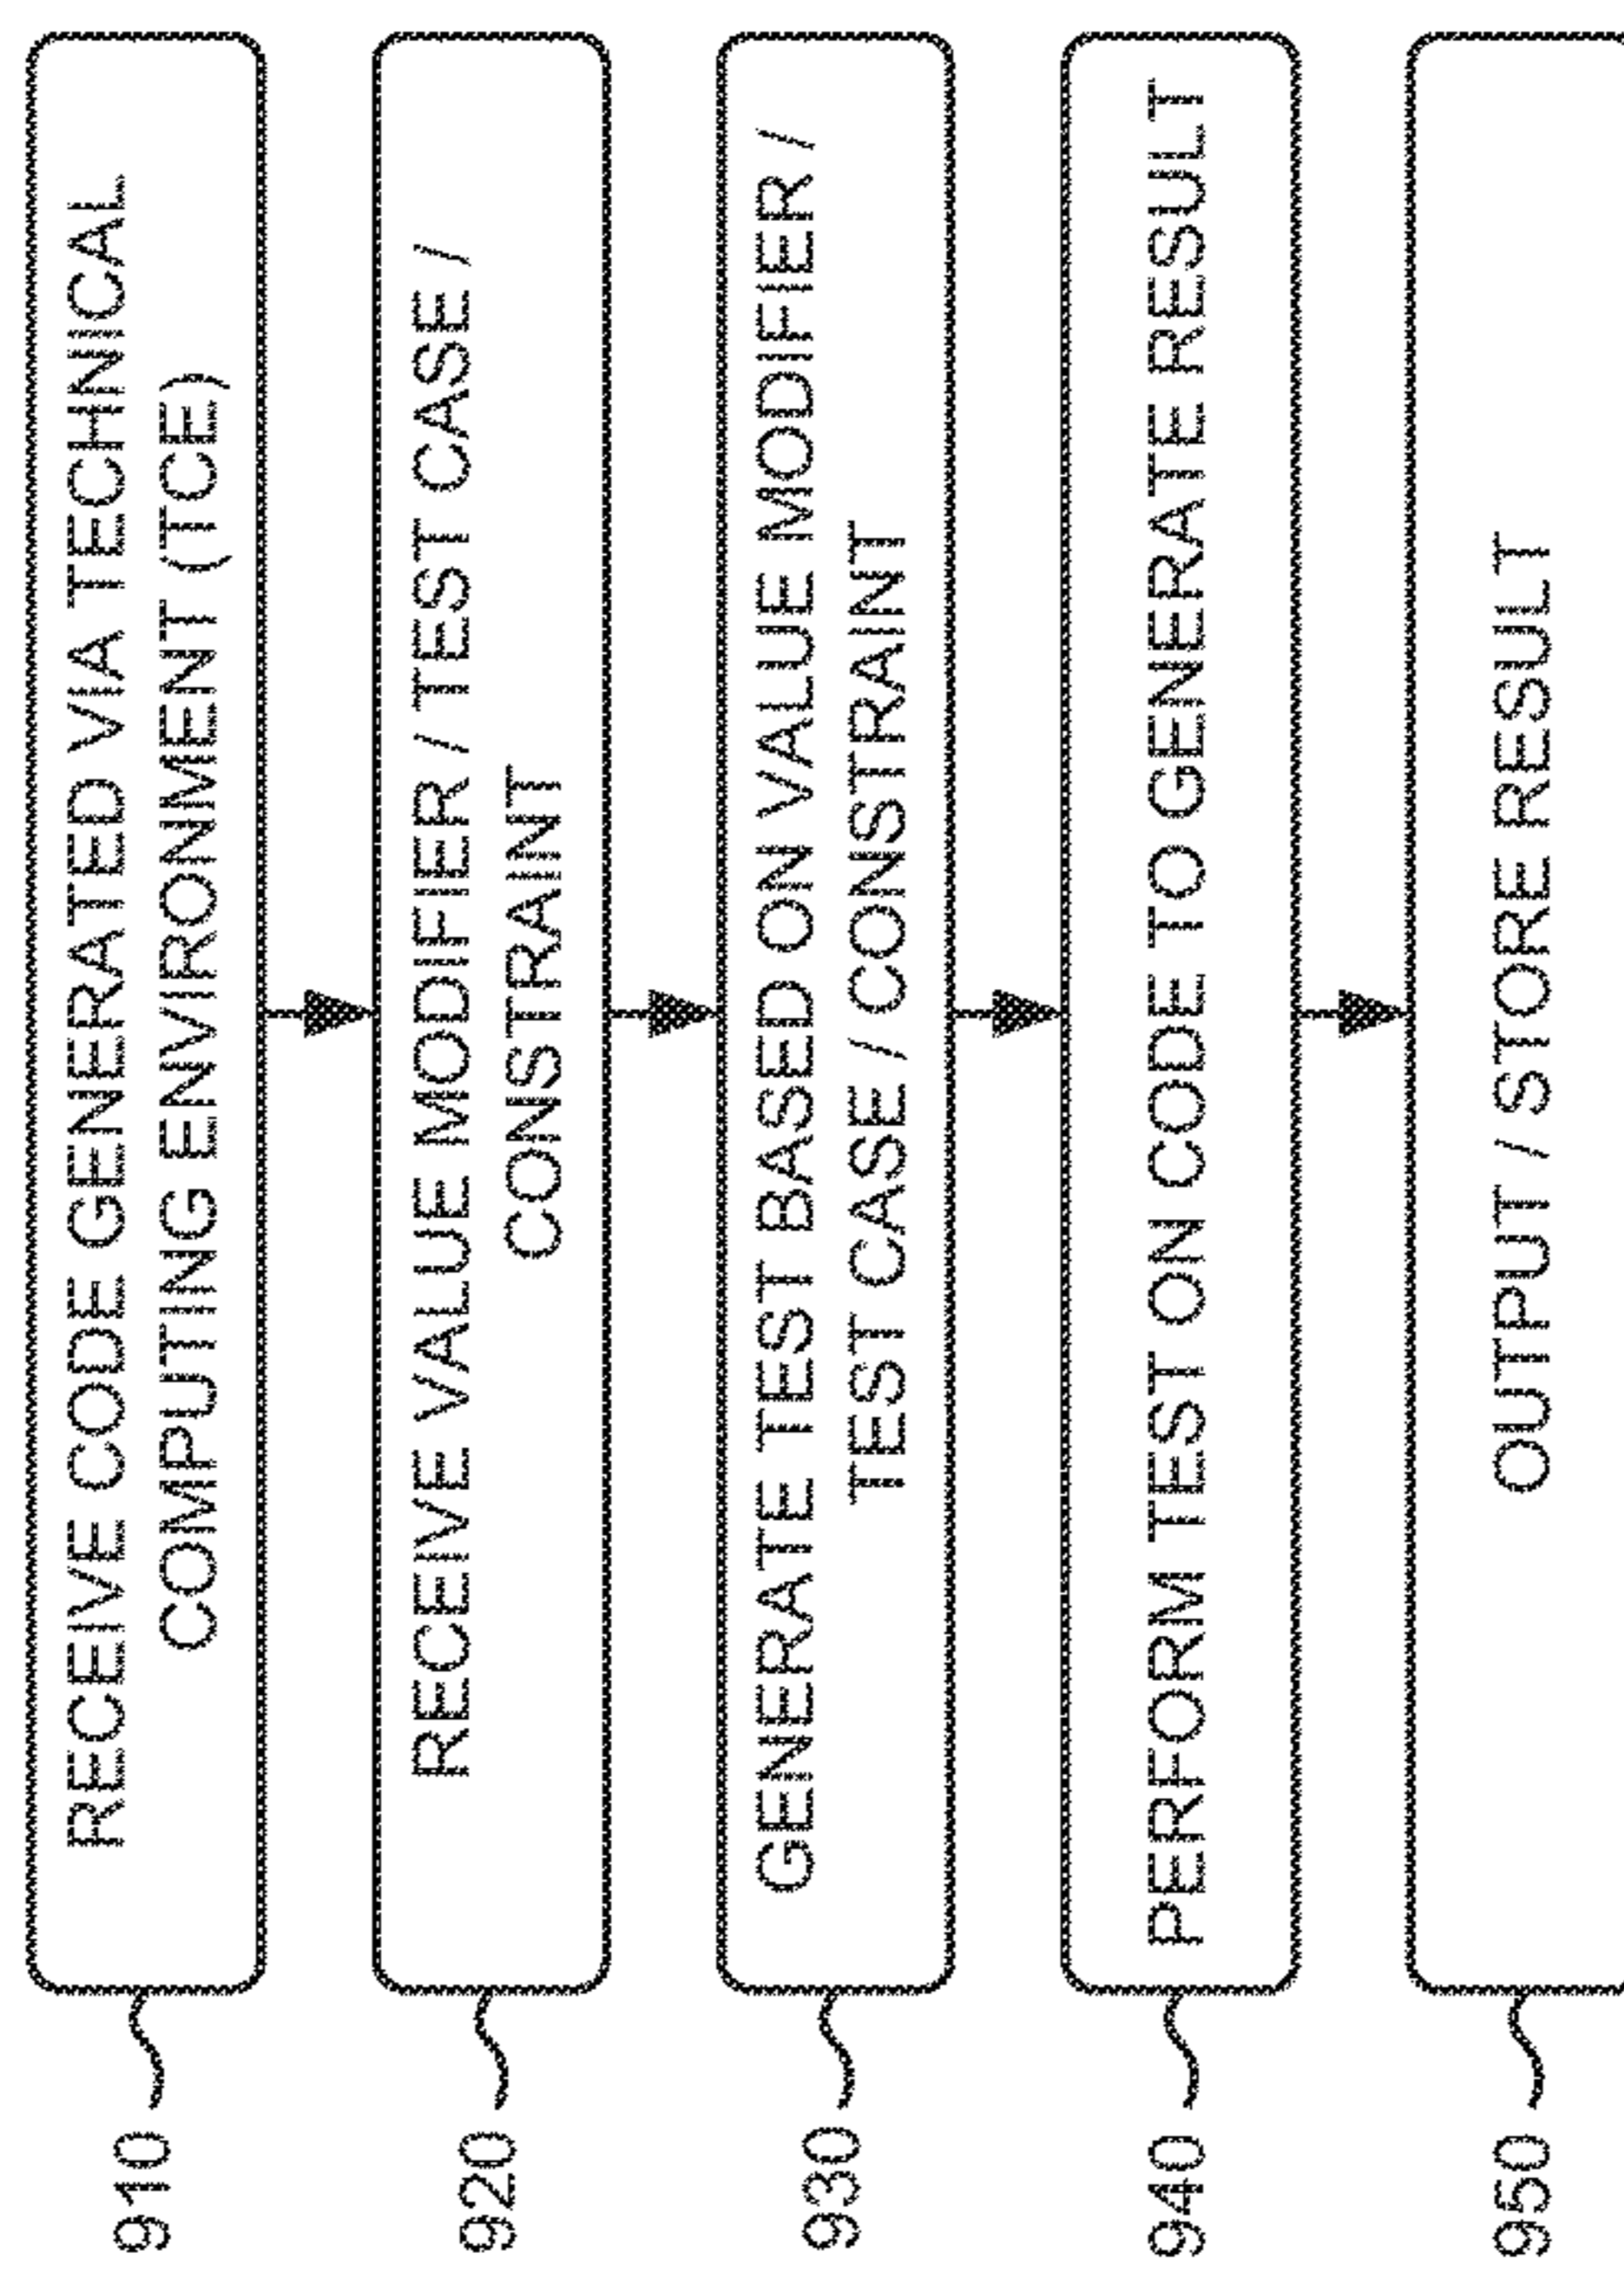 910
RECEIVE CODE GENERATED VIA TECHNICAL
COMPUTING ENVIRONMENT (TCE)
920
RECEIVE VALUE MODIFIER / TEST CASE /
CONSTRAINT
930
GENERATE TEST BASED ON VALUE MODIFIER /
TEST CASE / CONSTRAINT
940
PERFORM TEST ON CODE TO GENERATE RESULT
950
OUTPUT / STORE RESULT